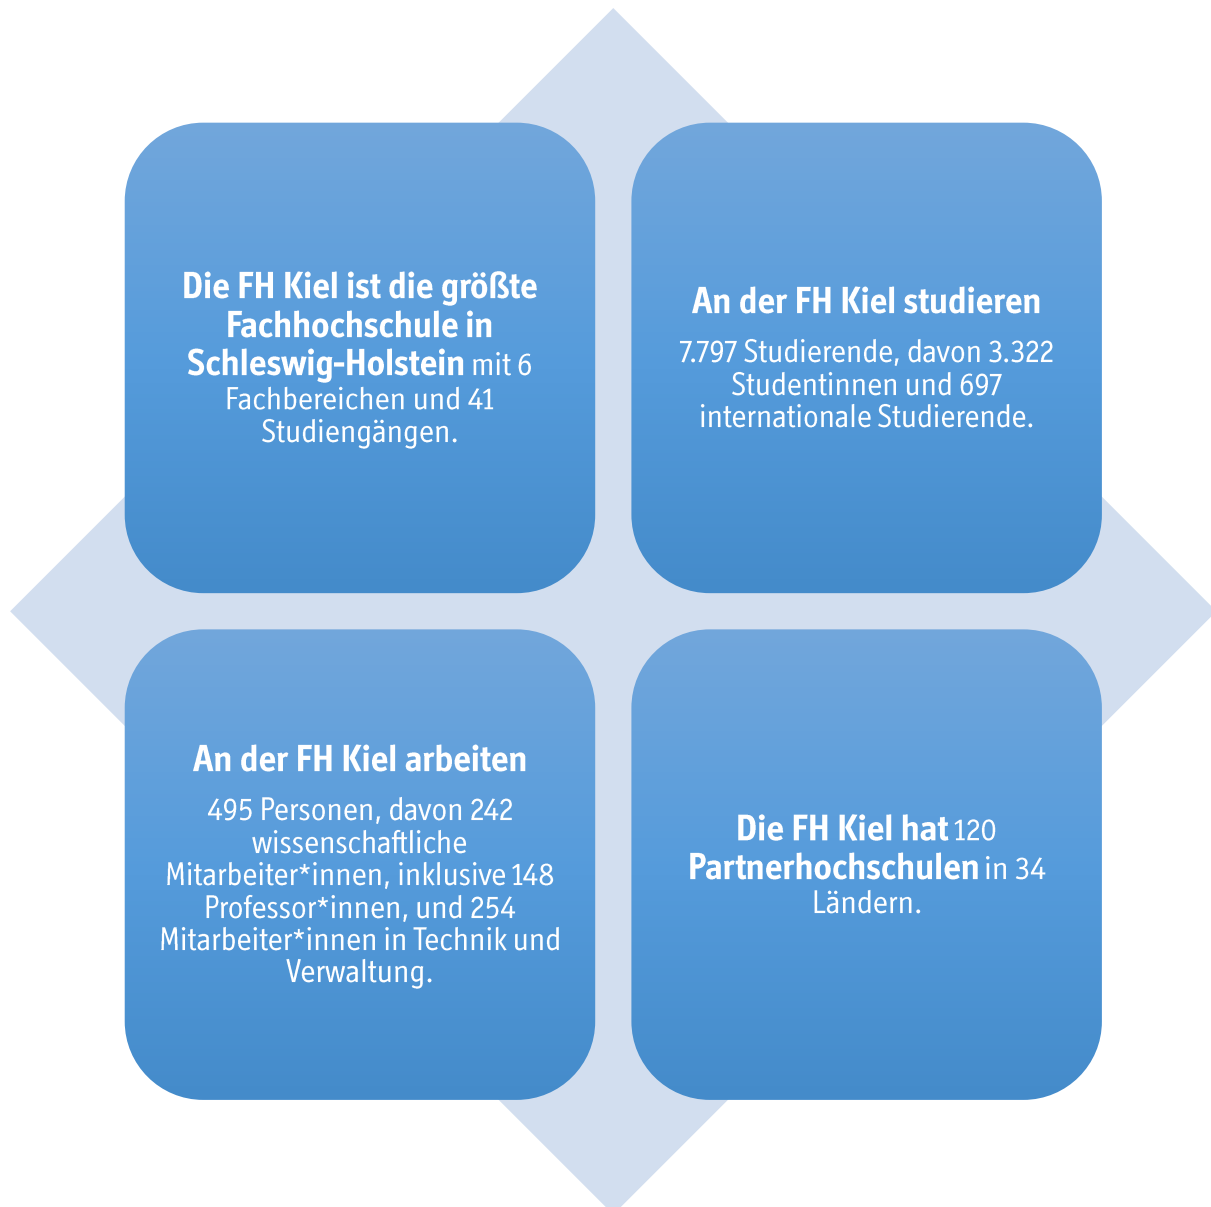 Die FH Kiel ist die größte
Fachhochschule in
Schleswig-Holstein mit 6
Fachbereichen und 41
Studiengängen.
An der FH Kiel studieren
7.797 Studierende, davon 3.322
Studentinnen und 697
internationale Studierende.
An der FH Kiel arbeiten
495 Personen, davon 242
wissenschaftliche
Mitarbeiter*innen, inklusive 148
Professor*innen, und 254
Mitarbeiter*innen in Technik und
Verwaltung.
Die FH Kiel hat 120
Partnerhochschulen in 34
Ländern.